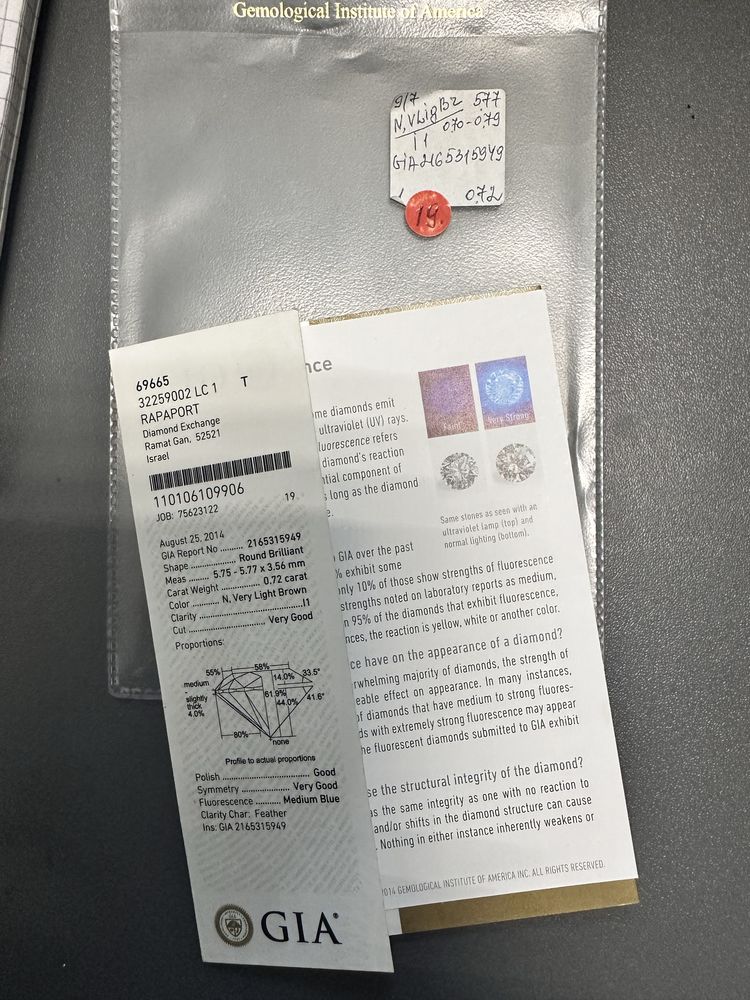 Gemological Institute of America
9/7
N, VLigBr 5.77
I1 0,70-0,79
GIA 2165315949
1 0,72
19.
69665
32259002 LC 1 T
RAPAPORT
Diamond Exchange
Ramat Gan, 52521
Israel
110106109906
JOB: 75623122 19
August 25, 2014
GIA Report No .......... 2165315949
Shape ..................... Round Brilliant
Meas ..... 5.75 - 5.77 x 3.56 mm
Carat Weight ................. 0.72 carat
Color ......... N, Very Light Brown
Clarity ..................................... I1
Cut ............................. Very Good
Proportions:
55% 58%
33.5°
medium
14.0%
slightly
thick
4.0%
61.9%
44.0%
41.6°
80%
none
Profile to actual proportions
Polish ................................ Good
Symmetry .................... Very Good
Fluorescence ......... Medium Blue
Clarity Char: Feather
Ins: GIA 2165315949
GIA®
nce
me diamonds emit
ultraviolet (UV) rays.
luorescence refers
diamond's reaction
ntial component of
s long as the diamond
e.
Faint
Very Strong
Same stones as seen with an
ultraviolet lamp (top) and
normal lighting (bottom).
GIA over the past
% exhibit some
only 10% of those show strengths of fluorescence
strengths noted on laboratory reports as medium,
n 95% of the diamonds that exhibit fluorescence,
nces, the reaction is yellow, white or another color.
ce have on the appearance of a diamond?
rwhelming majority of diamonds, the strength of
eable effect on appearance. In many instances,
of diamonds that have medium to strong fluores-
ds with extremely strong fluorescence may appear
he fluorescent diamonds submitted to GIA exhibit
se the structural integrity of the diamond?
as the same integrity as one with no reaction to
and/or shifts in the diamond structure can cause
. Nothing in either instance inherently weakens or
2014 GEMOLOGICAL INSTITUTE OF AMERICA INC. ALL RIGHTS RESERVED.